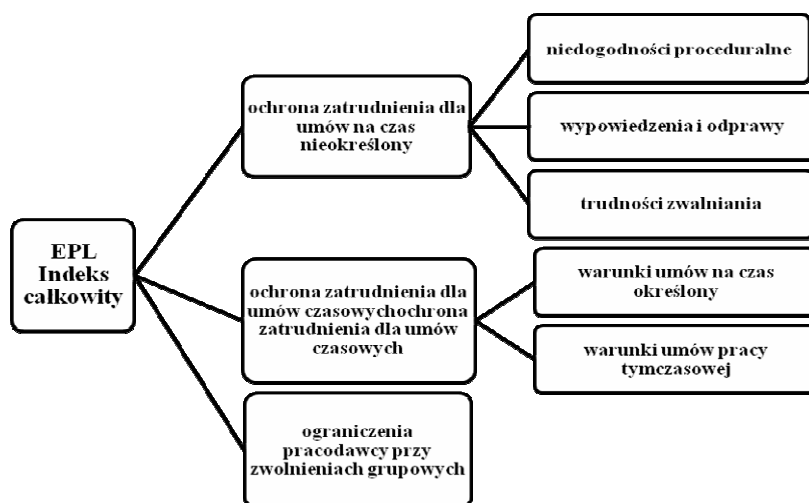 EPL
Indeks
całkowity
ochrona zatrudnienia dla
umów na czas
nieokreślony
niedogodności proceduralne
wypowiedzenia i odprawy
trudności zwalniania
ochrona zatrudnienia dla
umów czasowychochrona
zatrudnienia dla umów
czasowych
warunki umów na czas
określony
warunki umów pracy
tymczasowej
ograniczenia
pracodawcy przy
zwolnieniach grupowych